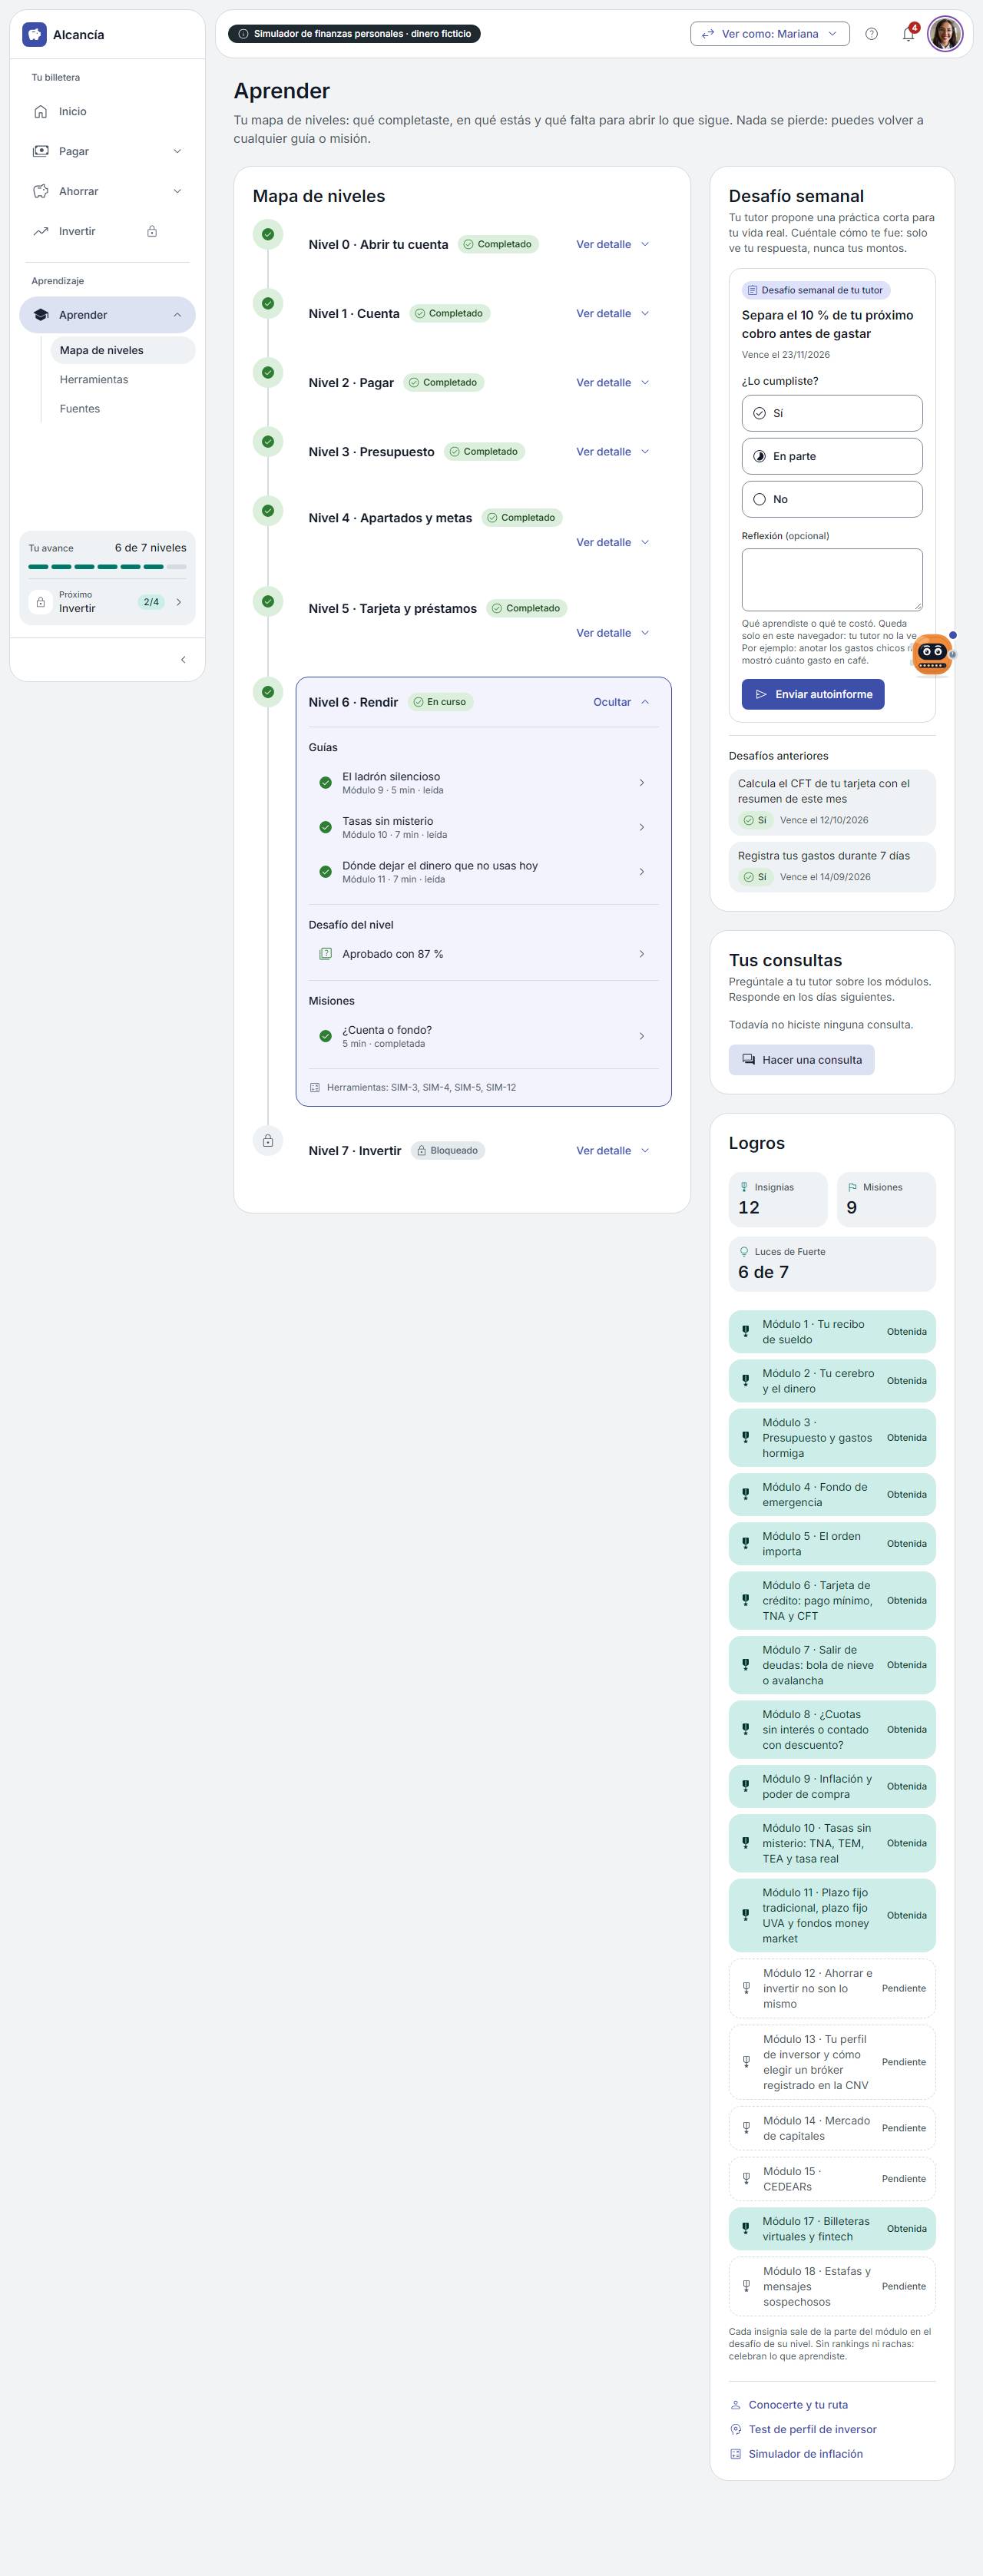 Alcancía
Tu billetera
Inicio
Pagar
Ahorrar
Invertir
Aprendizaje
Aprender
Mapa de niveles
Herramientas
Fuentes
Tu avance
6 de 7 niveles
Próximo
Invertir
2/4
Simulador de finanzas personales · dinero ficticio
Ver como: Mariana
4
Aprender
Tu mapa de niveles: qué completaste, en qué estás y qué falta para abrir lo que sigue. Nada se pierde: puedes volver a
cualquier guía o misión.
Mapa de niveles
Nivel 0 · Abrir tu cuenta
Completado
Ver detalle
Nivel 1 · Cuenta
Completado
Ver detalle
Nivel 2 · Pagar
Completado
Ver detalle
Nivel 3 · Presupuesto
Completado
Ver detalle
Nivel 4 · Apartados y metas
Completado
Ver detalle
Nivel 5 · Tarjeta y préstamos
Completado
Ver detalle
Nivel 6 · Rendir
En curso
Ocultar
Guías
El ladrón silencioso
Módulo 9 · 5 min · leída
Tasas sin misterio
Módulo 10 · 7 min · leída
Dónde dejar el dinero que no usas hoy
Módulo 11 · 7 min · leída
Desafío del nivel
Aprobado con 87 %
Misiones
¿Cuenta o fondo?
5 min · completada
Herramientas: SIM-3, SIM-4, SIM-5, SIM-12
Nivel 7 · Invertir
Bloqueado
Ver detalle
Desafío semanal
Tu tutor propone una práctica corta para
tu vida real. Cuéntale cómo te fue: solo
ve tu respuesta, nunca tus montos.
Desafío semanal de tu tutor
Separa el 10 % de tu próximo
cobro antes de gastar
Vence el 23/11/2026
¿Lo cumpliste?
Sí
En parte
No
Reflexión (opcional)
Qué aprendiste o qué te costó. Queda
solo en este navegador: tu tutor no la ve.
Por ejemplo: anotar los gastos chicos
mostró cuánto gasto en café.
Enviar autoinforme
Desafíos anteriores
Calcula el CFT de tu tarjeta con el
resumen de este mes
Sí
Vence el 12/10/2026
Registra tus gastos durante 7 días
Sí
Vence el 14/09/2026
Tus consultas
Pregúntale a tu tutor sobre los módulos.
Responde en los días siguientes.
Todavía no hiciste ninguna consulta.
Hacer una consulta
Logros
Insignias
12
Misiones
9
Luces de Fuerte
6 de 7
Módulo 1 · Tu recibo
de sueldo
Obtenida
Módulo 2 · Tu cerebro
y el dinero
Obtenida
Módulo 3 ·
Presupuesto y gastos
hormiga
Obtenida
Módulo 4 · Fondo de
emergencia
Obtenida
Módulo 5 · El orden
importa
Obtenida
Módulo 6 · Tarjeta de
crédito: pago mínimo,
TNA y CFT
Obtenida
Módulo 7 · Salir de
deudas: bola de nieve
o avalancha
Obtenida
Módulo 8 · ¿Cuotas
sin interés o contado
con descuento?
Obtenida
Módulo 9 · Inflación y
poder de compra
Obtenida
Módulo 10 · Tasas sin
misterio: TNA, TEM,
TEA y tasa real
Obtenida
Módulo 11 · Plazo fijo
tradicional, plazo fijo
UVA y fondos money
market
Obtenida
Módulo 12 · Ahorrar e
invertir no son lo
mismo
Pendiente
Módulo 13 · Tu perfil
de inversor y cómo
elegir un bróker
registrado en la CNV
Pendiente
Módulo 14 · Mercado
de capitales
Pendiente
Módulo 15 ·
CEDEARs
Pendiente
Módulo 17 · Billeteras
virtuales y fintech
Obtenida
Módulo 18 · Estafas y
mensajes
sospechosos
Pendiente
Cada insignia sale de la parte del módulo en el
desafío de su nivel. Sin rankings ni rachas:
celebran lo que aprendiste.
Conocerte y tu ruta
Test de perfil de inversor
Simulador de inflación